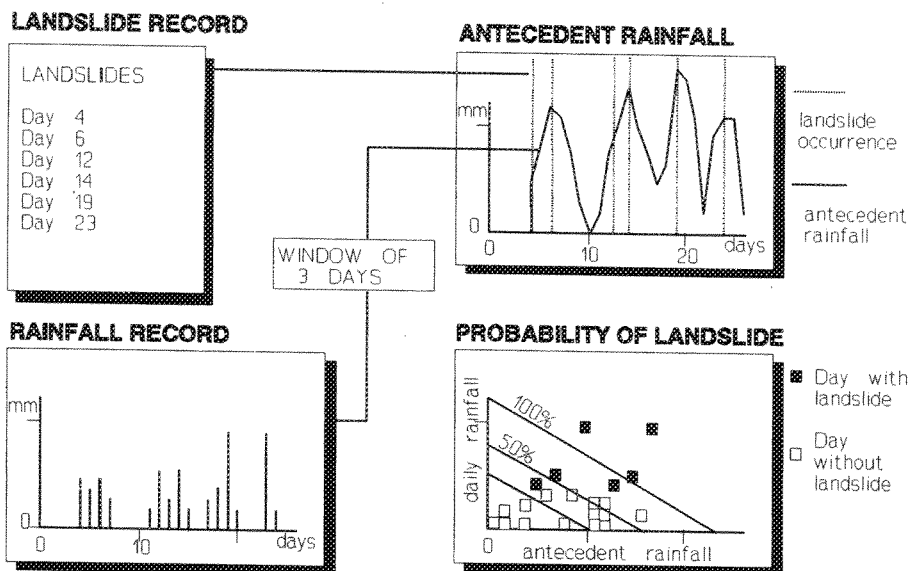 LANDSLIDE RECORD
LANDSLIDES
Day 4
Day 6
Day 12
Day 14
Day 19
Day 23
ANTECEDENT RAINFALL
mm
0
0
10
20
days
landslide
occurrence
antecedent
rainfall
WINDOW OF
3 DAYS
RAINFALL RECORD
mm
0
0
10
days
PROBABILITY OF LANDSLIDE
daily rainfall
100%
50%
0
antecedent rainfall
Day with
landslide
Day
without
landslide